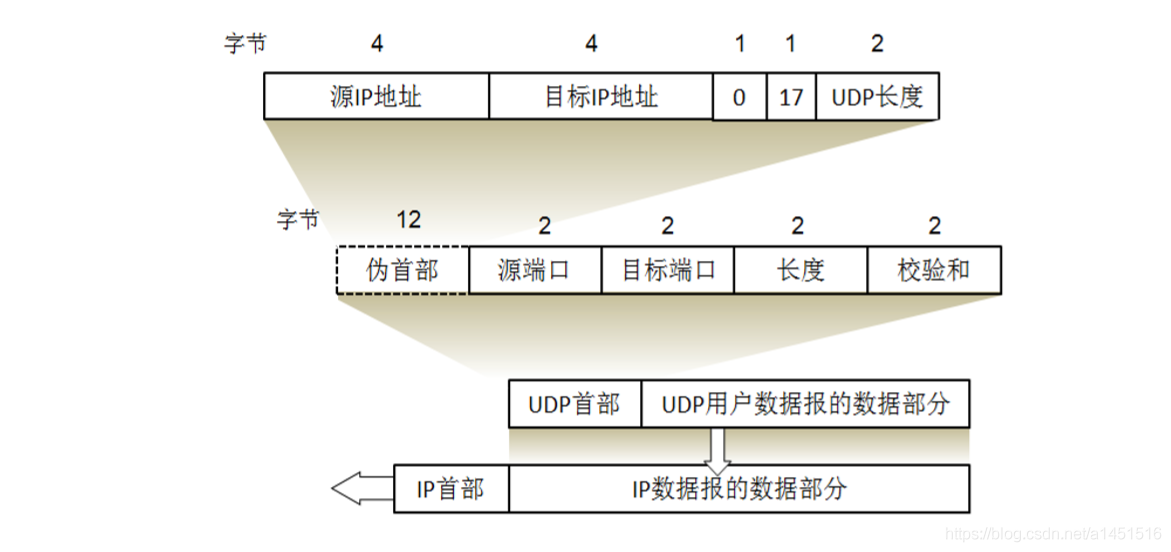 字节 4 4 1 1 2
源IP地址 目标IP地址 0 17 UDP长度
字节 12 2 2 2 2
伪首部 源端口 目标端口 长度 校验和
UDP首部 UDP用户数据报的数据部分
IP首部 IP数据报的数据部分
https://blog.csdn.net/a1451516